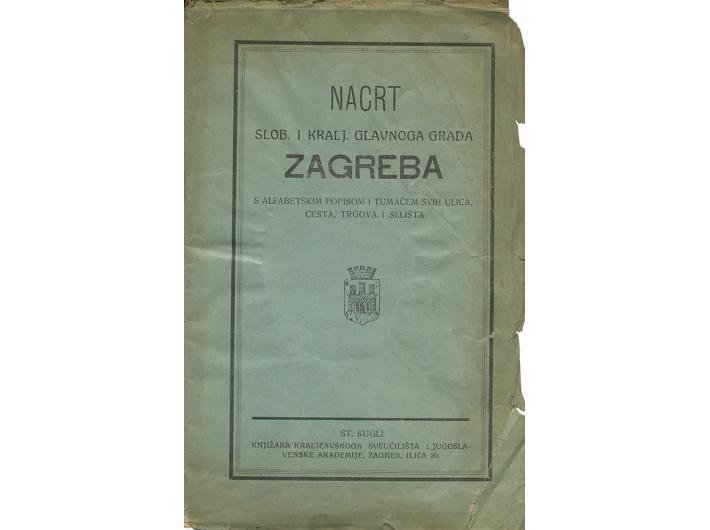 NACRT
SLOB. I KRALJ. GLAVNOGA GRADA
ZAGREBA
S ALFABETSKIM POPISOM I TUMAČEM SVIH ULICA,
CESTA, TRGOVA I SELIŠTA
ST. KUGLI
KNJIŽARA KRALJEAVSKOGA SVEUČILIŠTA I JUGOSLA-
VENSKE AKADEMIJE, ZAGREB, ILICA 30.